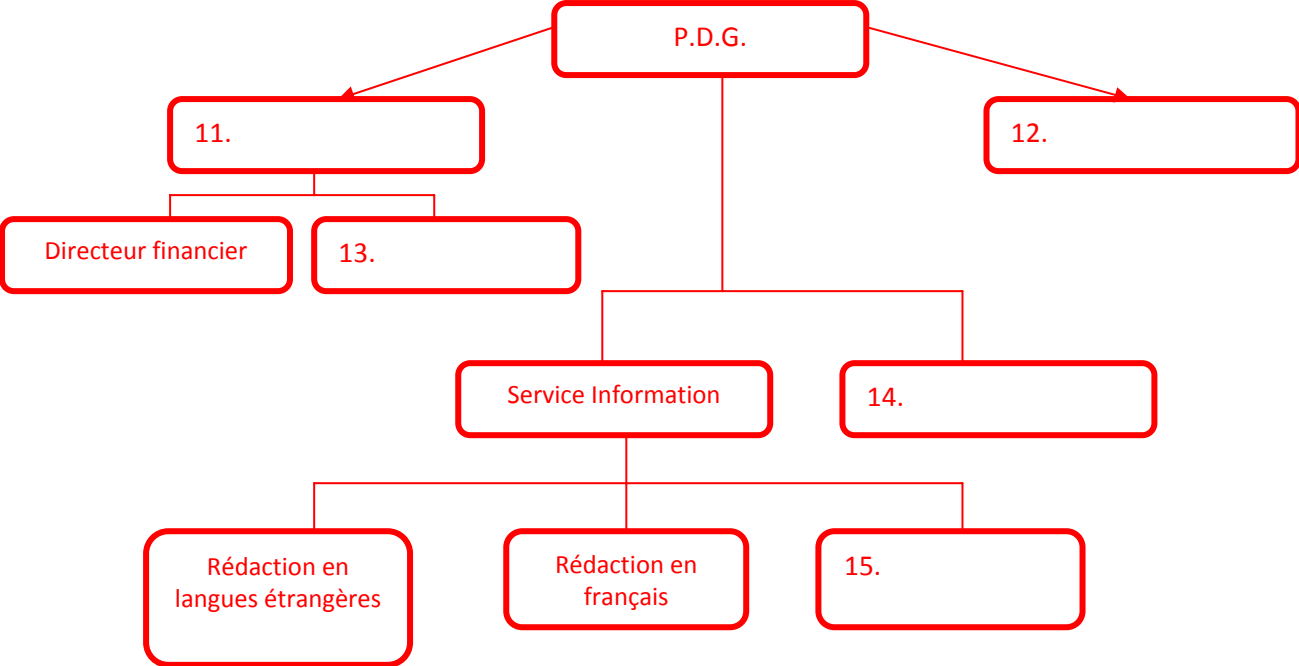 P.D.G.
11.
12.
Directeur financier
13.
Service Information
14.
Rédaction en
langues étrangères
Rédaction en
français
15.